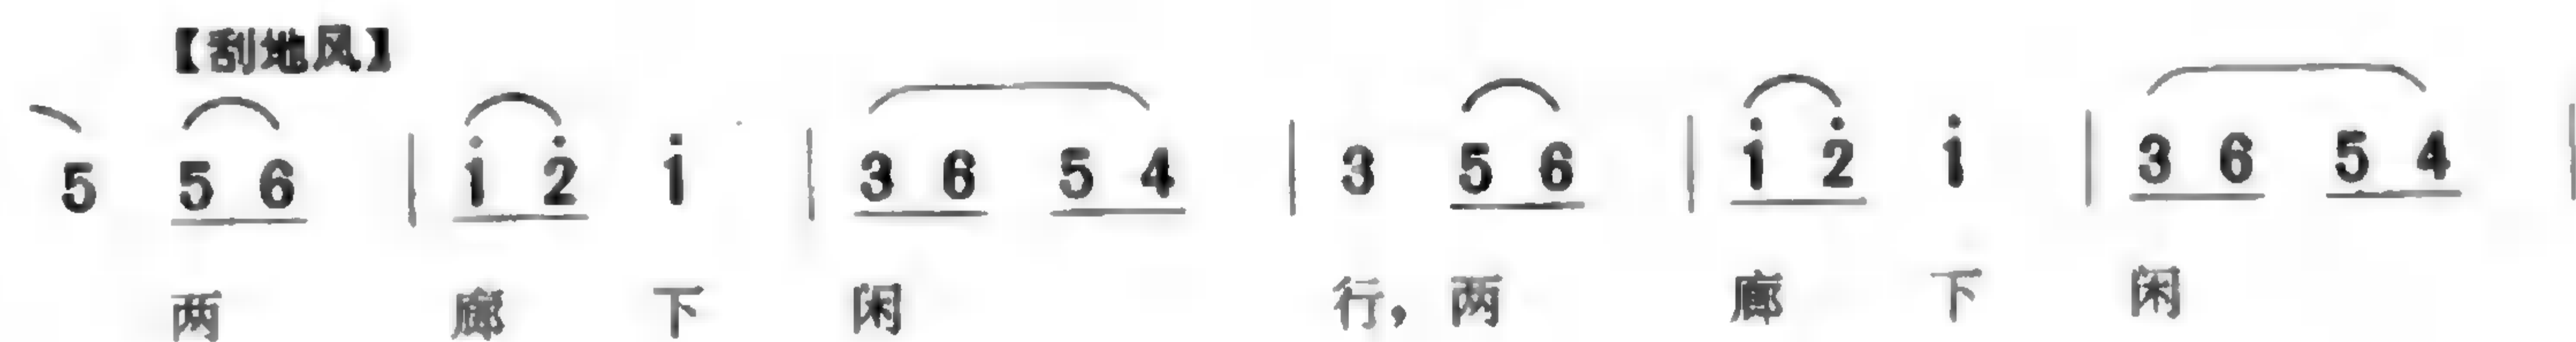 【刮地风】
5 5 6 | i̇ 2̇ i̇ | 3 6 5 4 | 3 5 6 | i̇ 2̇ i̇ | 3 6 5 4 |
两 廊 下 闲 行，两 廊 下 闲